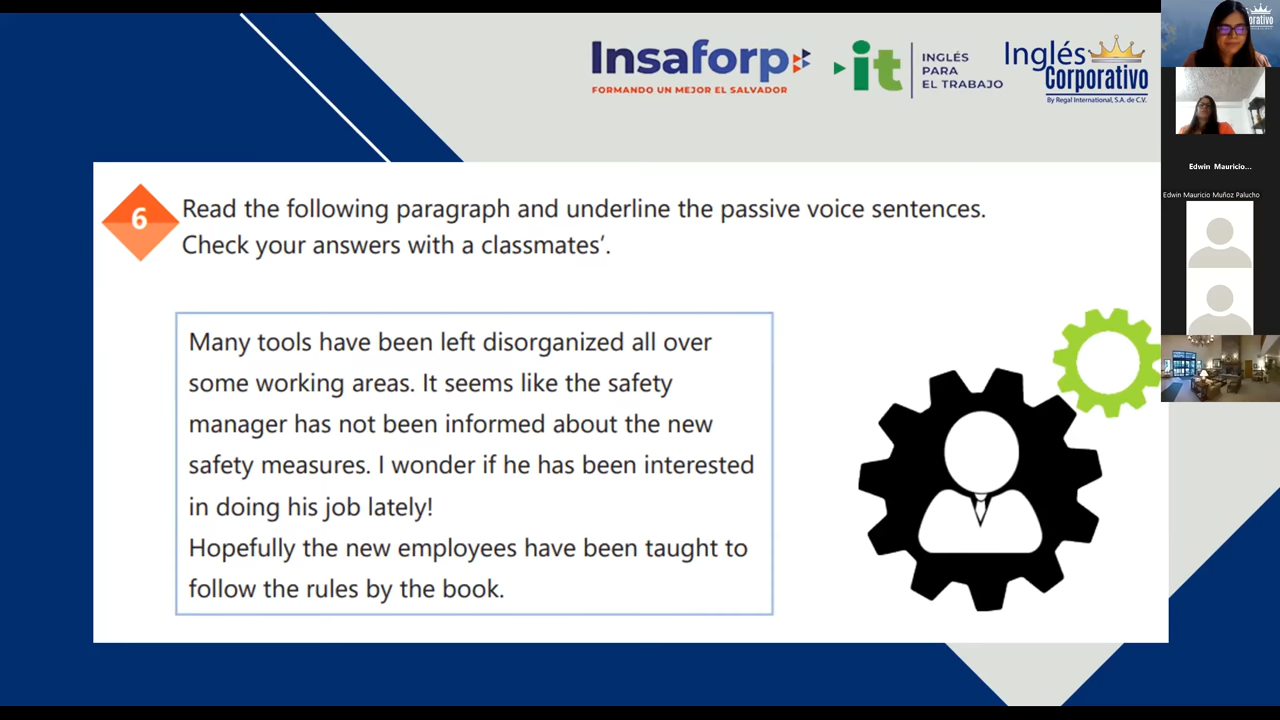 Insaforp
FORMANDO UN MEJOR EL SALVADOR
it
INGLÉS
PARA
EL TRABAJO
Inglés
Corporativo
By Regal International, S.A. de C.V.
6
Read the following paragraph and underline the passive voice sentences.
Check your answers with a classmates’.
Many tools have been left disorganized all over
some working areas. It seems like the safety
manager has not been informed about the new
safety measures. I wonder if he has been interested
in doing his job lately!
Hopefully the new employees have been taught to
follow the rules by the book.
Edwin Mauricio...
Edwin Mauricio Muñoz Palucho